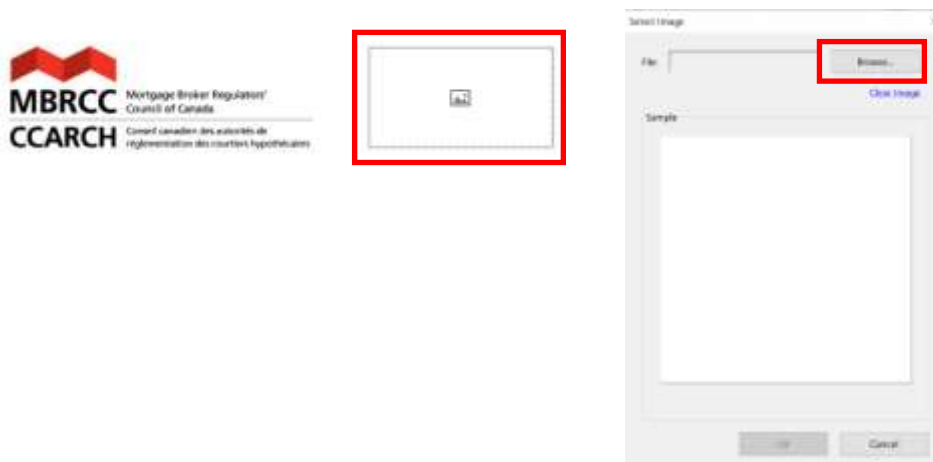 MBRCC
Mortgage Broker Regulators'
Council of Canada
CCARCH
Conseil canadien des autorités de
réglementation des courtiers hypothécaires
Select Image
File:
Browse...
Clear Image
Sample
OK
Cancel